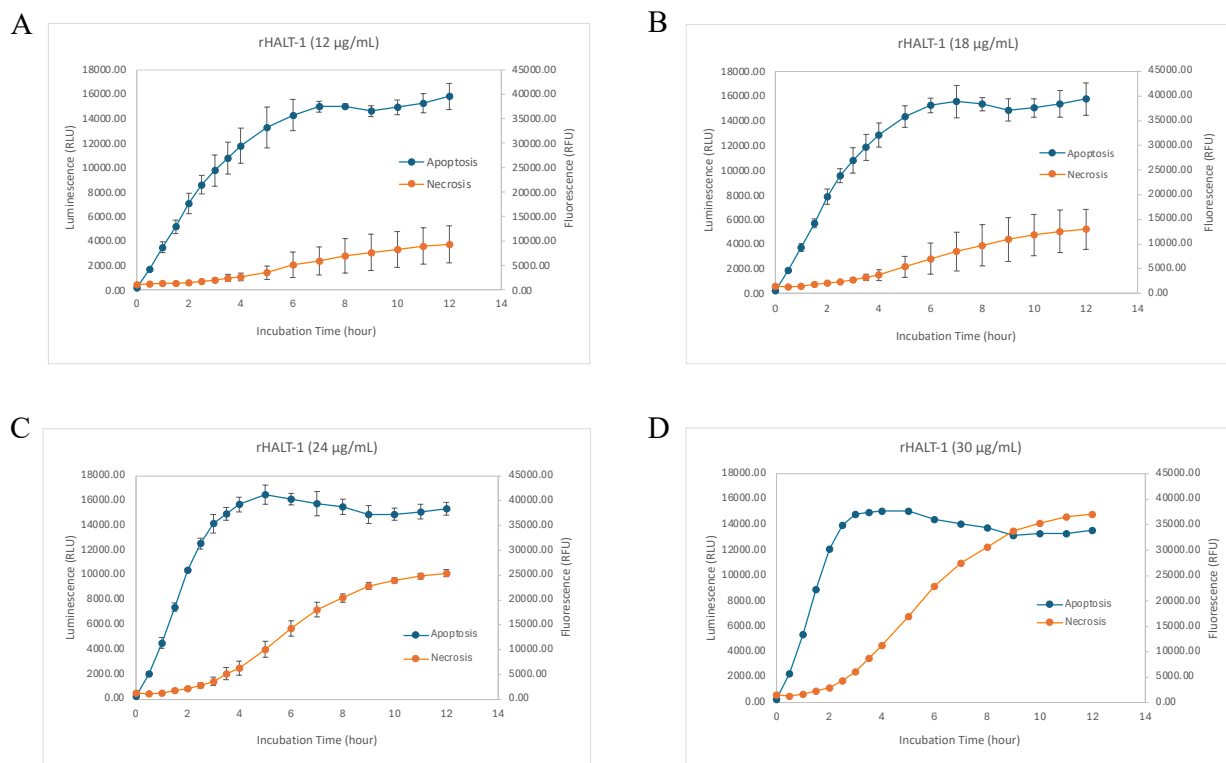 A
rHALT-1 (12 µg/mL)
18000.00
16000.00
14000.00
12000.00
10000.00
8000.00
6000.00
4000.00
2000.00
0.00
Luminescence (RLU)
45000.00
40000.00
35000.00
30000.00
25000.00
20000.00
15000.00
10000.00
5000.00
0.00
Fluorescence (RFU)
Apoptosis
Necrosis
0 2 4 6 8 10 12 14
Incubation Time (hour)
B
rHALT-1 (18 µg/mL)
18000.00
16000.00
14000.00
12000.00
10000.00
8000.00
6000.00
4000.00
2000.00
0.00
Luminescence (RLU)
45000.00
40000.00
35000.00
30000.00
25000.00
20000.00
15000.00
10000.00
5000.00
0.00
Fluorescence (RFU)
Apoptosis
Necrosis
0 2 4 6 8 10 12 14
Incubation Time (hour)
C
rHALT-1 (24 µg/mL)
18000.00
16000.00
14000.00
12000.00
10000.00
8000.00
6000.00
4000.00
2000.00
0.00
Luminescence (RLU)
45000.00
40000.00
35000.00
30000.00
25000.00
20000.00
15000.00
10000.00
5000.00
0.00
Fluorescence (RFU)
Apoptosis
Necrosis
0 2 4 6 8 10 12 14
Incubation Time (hour)
D
rHALT-1 (30 µg/mL)
18000.00
16000.00
14000.00
12000.00
10000.00
8000.00
6000.00
4000.00
2000.00
0.00
Luminescence (RLU)
45000.00
40000.00
35000.00
30000.00
25000.00
20000.00
15000.00
10000.00
5000.00
0.00
Fluorescence (RFU)
Apoptosis
Necrosis
0 2 4 6 8 10 12 14
Incubation Time (hour)